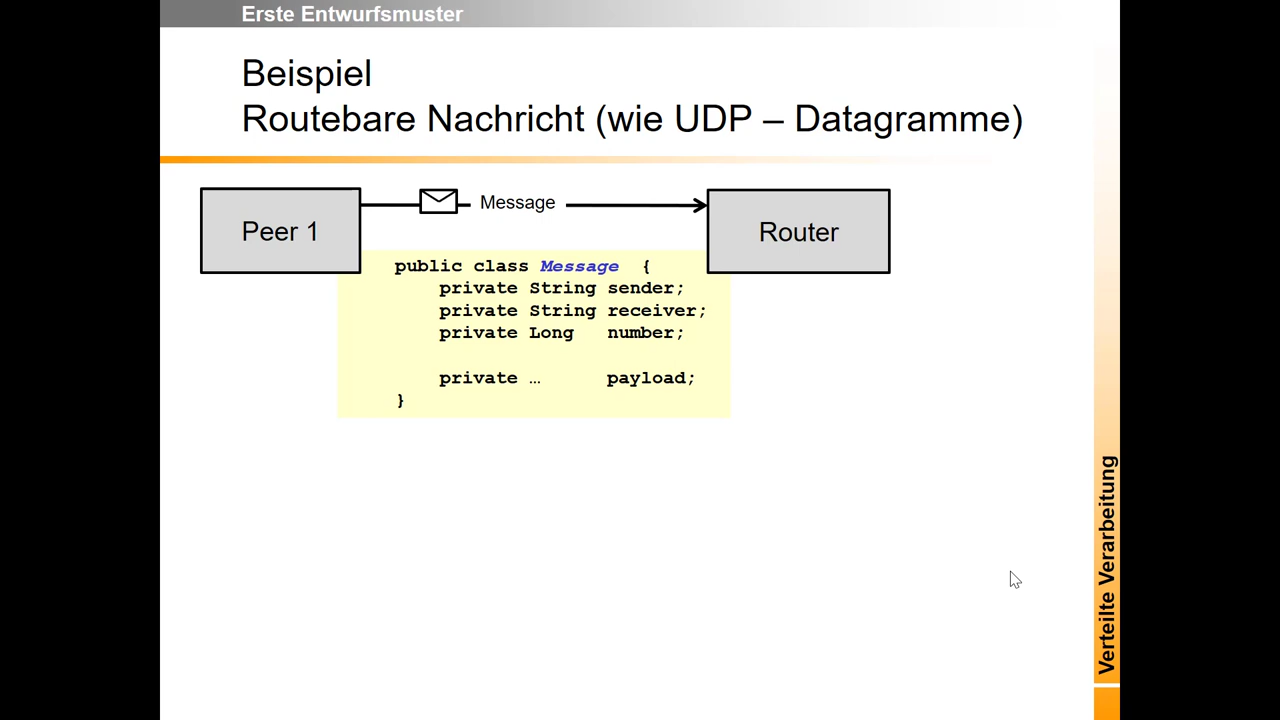 Erste Entwurfsmuster
Beispiel
Routebare Nachricht (wie UDP – Datagramme)
Peer 1
Message
Router
public class Message {
private String sender;
private String receiver;
private Long number;
private … payload;
}
Verteilte Verarbeitung